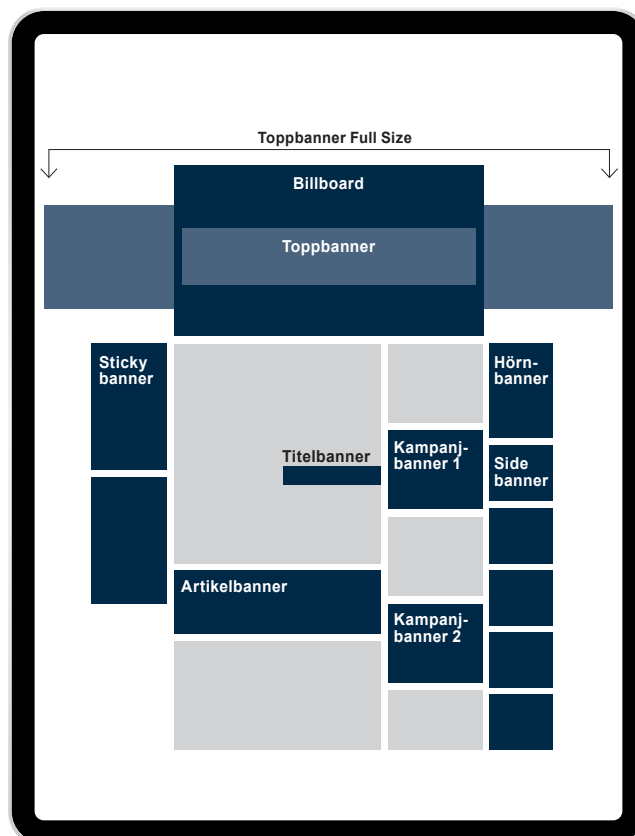 Toppbanner Full Size
Billboard
Toppbanner
Sticky
banner
Hörn-
banner
Titelbanner
Kampanj-
banner 1
Side
banner
Artikelbanner
Kampanj-
banner 2